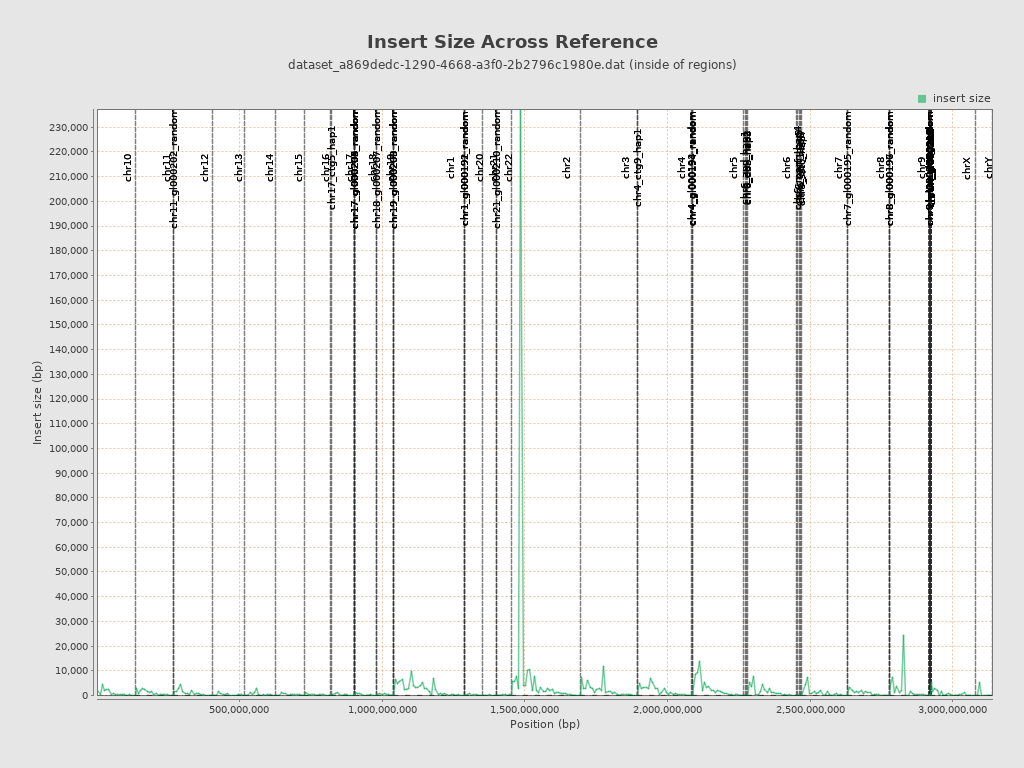 Insert Size Across Reference
dataset_a869dedc-1290-4668-a3f0-2b2796c1980e.dat (inside of regions)
insert size
230,000
220,000
210,000
200,000
190,000
180,000
170,000
160,000
150,000
140,000
130,000
120,000
110,000
100,000
90,000
80,000
70,000
60,000
50,000
40,000
30,000
20,000
10,000
0
Insert size (bp)
chr10
chr11
chr11_gl000202_random
chr12
chr13
chr14
chr15
chr16
chr17_ctg5_hap1
chr17
chr18_gl000207_random
chr1
chr1_gl000192_random
chr20
chr21_gl000210_random
chr22
chr2
chr3
chr4_ctg9_hap1
chr4
chr5
chr6
chr7
chr7_gl000195_random
chr8
chr9
chrX
chrY
500,000,000
1,000,000,000
1,500,000,000
2,000,000,000
2,500,000,000
3,000,000,000
Position (bp)